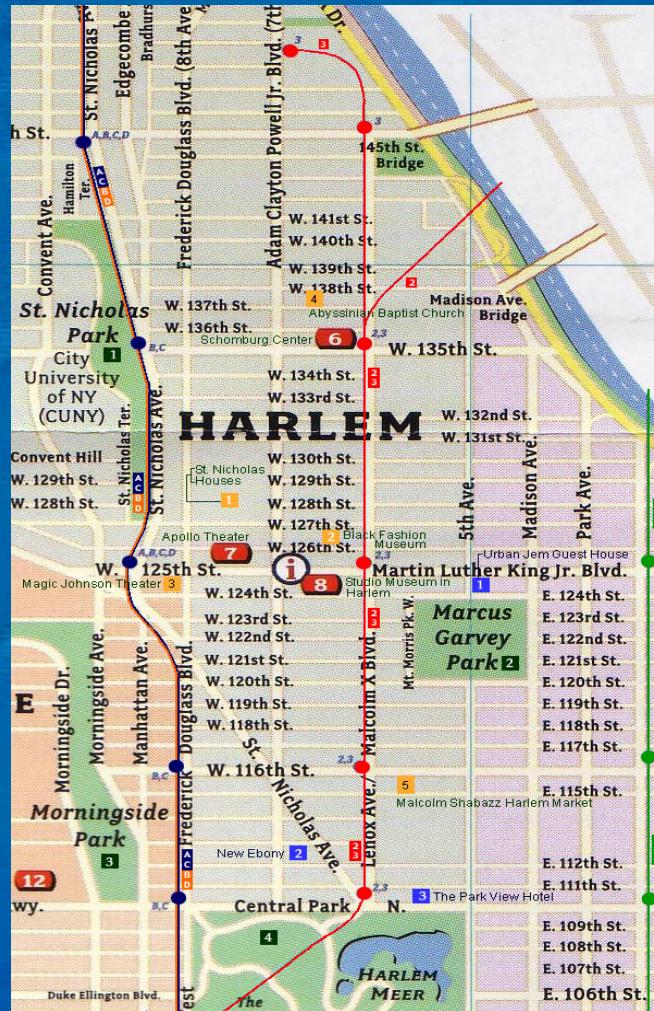 St. Nicholas A
Edgecombe A
Bradhurs
Frederick Douglass Blvd. (8th Ave
Adam Clayton Powell Jr. Blvd. (7th
Dr.
3
3
h St.
A,B,C,D
3
145th St.
Bridge
Hamilton
Ter.
A
C
B
D
Convent Ave.
W. 141st St.
W. 140th St.
W. 139th St.
W. 138th St.
2
4
Abyssinian Baptist Church
Madison Ave.
Bridge
W. 137th St.
W. 136th St.
St. Nicholas
Park
1
B,C
Schomburg Center
6
2,3
W. 135th St.
City
University
of NY
(CUNY)
W. 134th St.
2
3
W. 133rd St.
HARLEM
W. 132nd St.
W. 131st St.
St. Nicholas Ter.
St. Nicholas Ave.
Convent Hill
W. 129th St.
W. 128th St.
A
C
B
D
St. Nicholas
Houses
1
W. 130th St.
W. 129th St.
W. 128th St.
W. 127th St.
W. 126th St.
2
Black Fashion
Museum
5th Ave.
Madison Ave.
Park Ave.
Apollo Theater
7
A,B,C,D
W. 125th St.
i
2,3
Martin Luther King Jr. Blvd.
Urban Jem Guest House
1
Magic Johnson Theater
3
8
Studio Museum in
Harlem
W. 124th St.
W. 123rd St.
W. 122nd St.
W. 121st St.
W. 120th St.
W. 119th St.
W. 118th St.
2
3
Mt. Morris Pk. W.
Marcus
Garvey
Park
2
E. 124th St.
E. 123rd St.
E. 122nd St.
E. 121st St.
E. 120th St.
E. 119th St.
E. 118th St.
E. 117th St.
E
Morningside Dr.
Morningside Ave.
Manhattan Ave.
Frederick Douglass Blvd.
St. Nicholas Ave.
Lenox Ave./ Malcolm X Blvd.
B,C
W. 116th St.
2,3
5
Malcolm Shabazz Harlem Market
E. 115th St.
Morningside
Park
3
New Ebony
2
2
3
12
A
C
B
D
E. 112th St.
E. 111th St.
wy.
B,C
Central Park N.
2,3
3
The Park View Hotel
4
HARLEM
MEER
E. 109th St.
E. 108th St.
E. 107th St.
E. 106th St.
Duke Ellington Blvd.
est
The